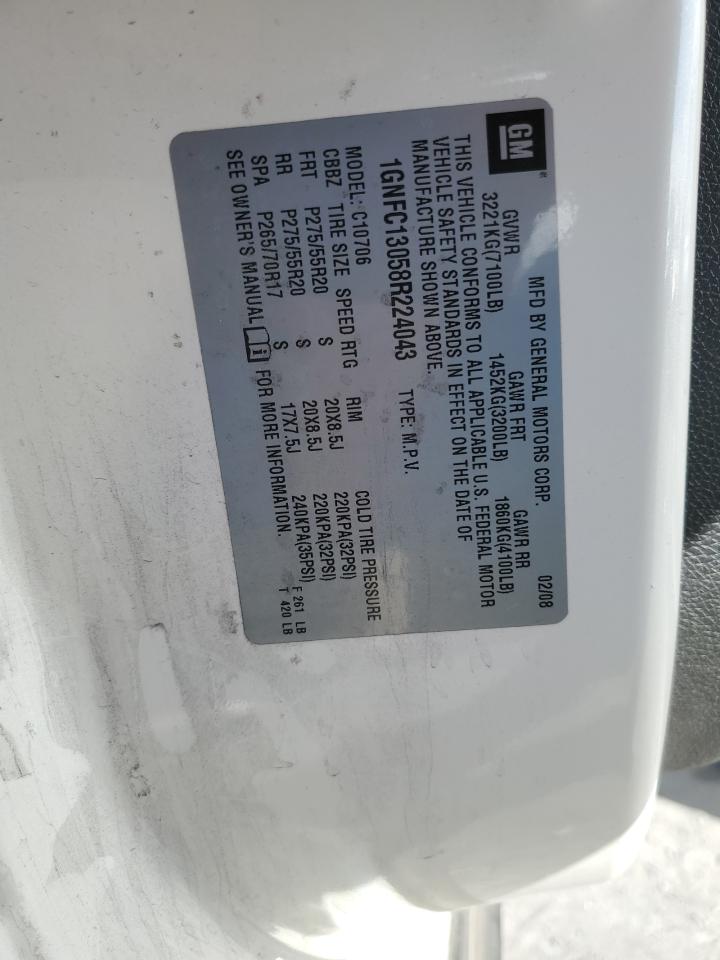 GM
MFD BY GENERAL MOTORS CORP. 02/08
GVWR GAWR FRT GAWR RR
3221KG(7100LB) 1452KG(3200LB) 1860KG(4100LB)
THIS VEHICLE CONFORMS TO ALL APPLICABLE U.S. FEDERAL MOTOR
VEHICLE SAFETY STANDARDS IN EFFECT ON THE DATE OF
MANUFACTURE SHOWN ABOVE.
1GNFC13058R224043 TYPE: M.P.V.
MODEL: C10706
CBBZ TIRE SIZE SPEED RTG RIM COLD TIRE PRESSURE
FRT P275/55R20 S 20X8.5J 220KPA(32PSI)
RR P275/55R20 S 20X8.5J 220KPA(32PSI)
SPA P265/70R17 S 17X7.5J 240KPA(35PSI) F 261 LB
SEE OWNER'S MANUAL FOR MORE INFORMATION. T 420 LB